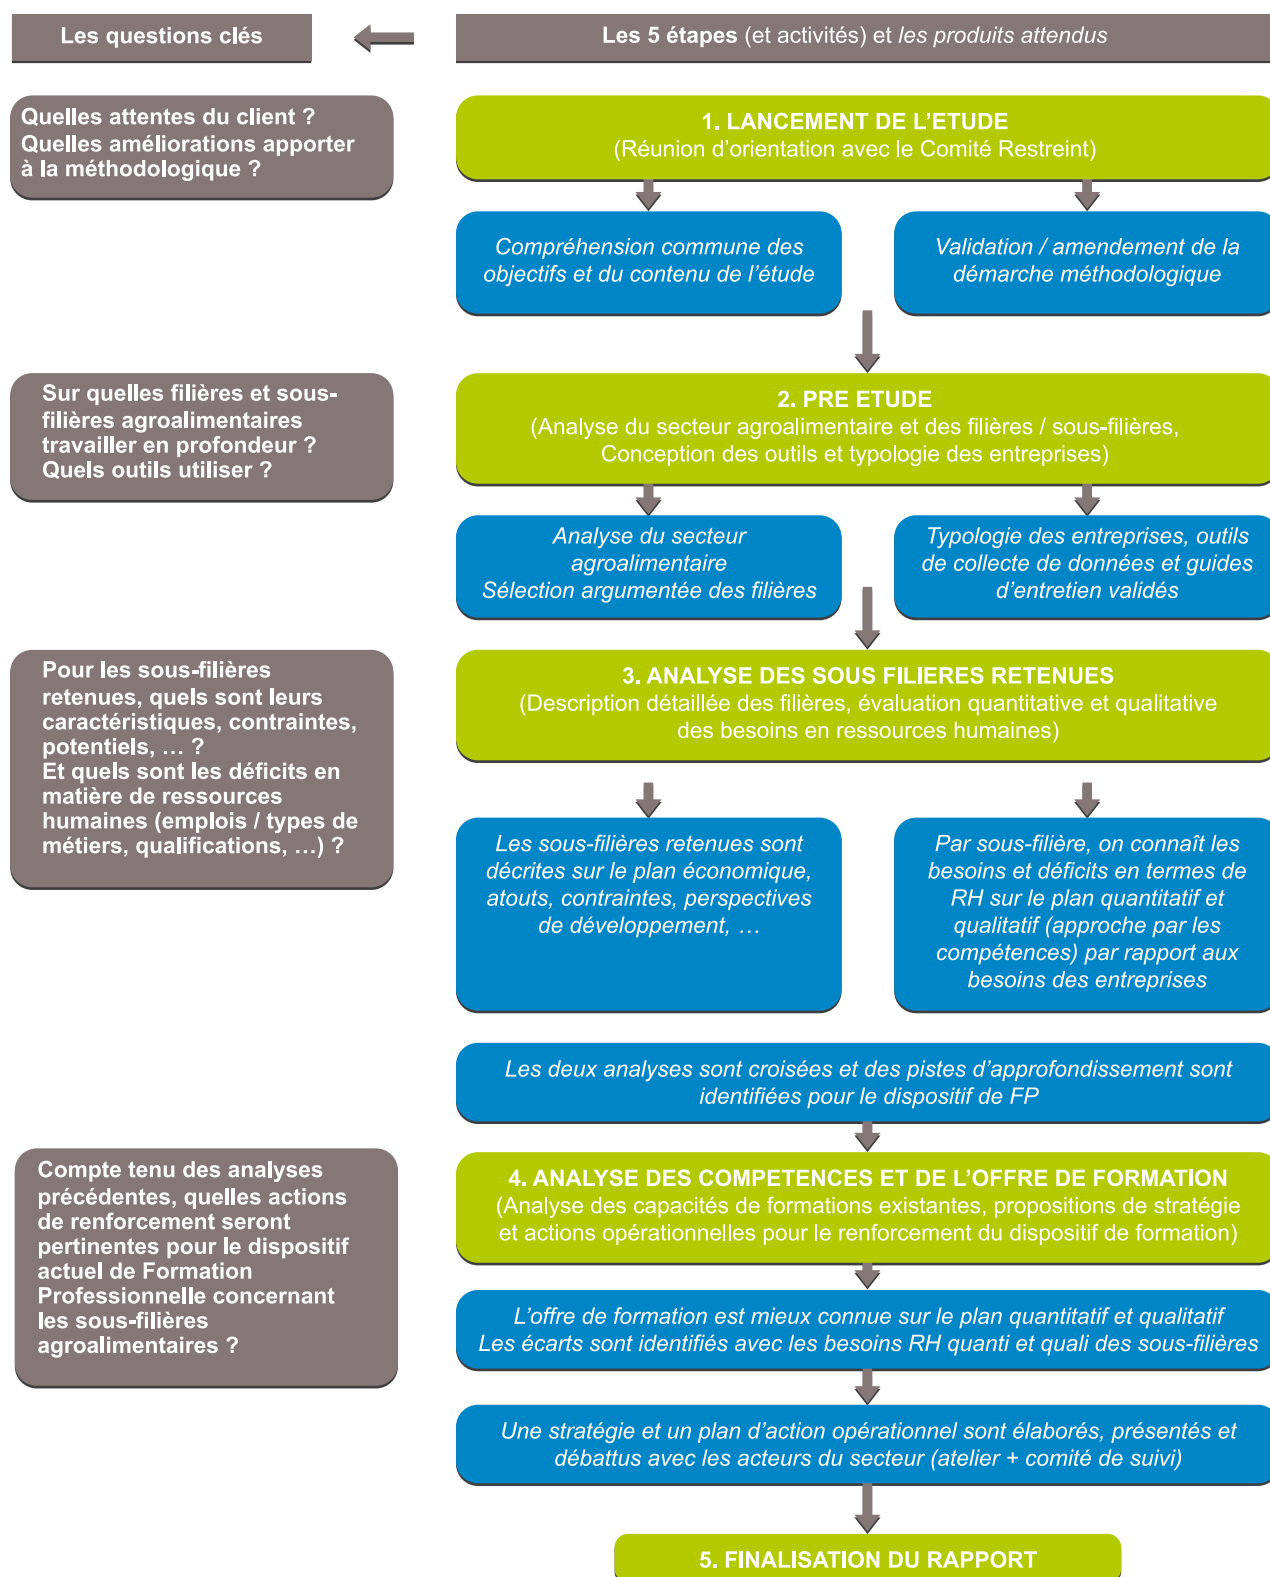 Les questions clés
Les 5 étapes (et activités) et les produits attendus
Quelles attentes du client ?
Quelles améliorations apporter
à la méthodologique ?
1. LANCEMENT DE L'ETUDE
(Réunion d'orientation avec le Comité Restreint)
Compréhension commune des
objectifs et du contenu de l'étude
Validation / amendement de la
démarche méthodologique
Sur quelles filières et sous-
filières agroalimentaires
travailler en profondeur ?
Quels outils utiliser ?
2. PRE ETUDE
(Analyse du secteur agroalimentaire et des filières / sous-filières,
Conception des outils et typologie des entreprises)
Analyse du secteur
agroalimentaire
Sélection argumentée des filières
Typologie des entreprises, outils
de collecte de données et guides
d'entretien validés
Pour les sous-filières
retenues, quels sont leurs
caractéristiques, contraintes,
potentiels, … ?
Et quels sont les déficits en
matière de ressources
humaines (emplois / types de
métiers, qualifications, …) ?
3. ANALYSE DES SOUS FILIERES RETENUES
(Description détaillée des filières, évaluation quantitative et qualitative
des besoins en ressources humaines)
Les sous-filières retenues sont
décrites sur le plan économique,
atouts, contraintes, perspectives
de développement, …
Par sous-filière, on connaît les
besoins et déficits en termes de
RH sur le plan quantitatif et
qualitatif (approche par les
compétences) par rapport aux
besoins des entreprises
Les deux analyses sont croisées et des pistes d'approfondissement sont
identifiées pour le dispositif de FP
Compte tenu des analyses
précédentes, quelles actions
de renforcement seront
pertinentes pour le dispositif
actuel de Formation
Professionnelle concernant
les sous-filières
agroalimentaires ?
4. ANALYSE DES COMPETENCES ET DE L'OFFRE DE FORMATION
(Analyse des capacités de formations existantes, propositions de stratégie
et actions opérationnelles pour le renforcement du dispositif de formation)
L'offre de formation est mieux connue sur le plan quantitatif et qualitatif
Les écarts sont identifiés avec les besoins RH quanti et quali des sous-filières
Une stratégie et un plan d'action opérationnel sont élaborés, présentés et
débattus avec les acteurs du secteur (atelier + comité de suivi)
5. FINALISATION DU RAPPORT